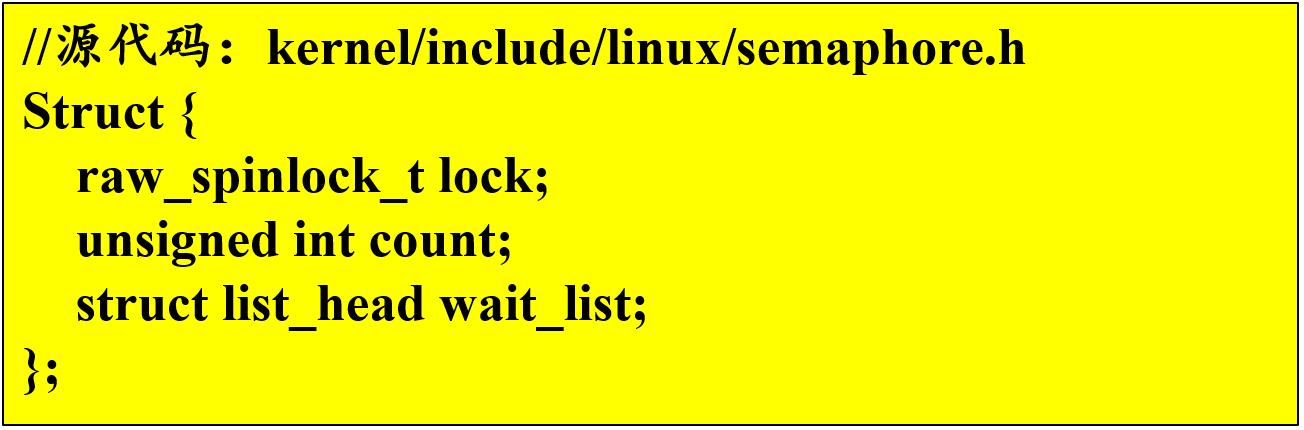 //源代码：kernel/include/linux/semaphore.h
Struct {
raw_spinlock_t lock;
unsigned int count;
struct list_head wait_list;
};